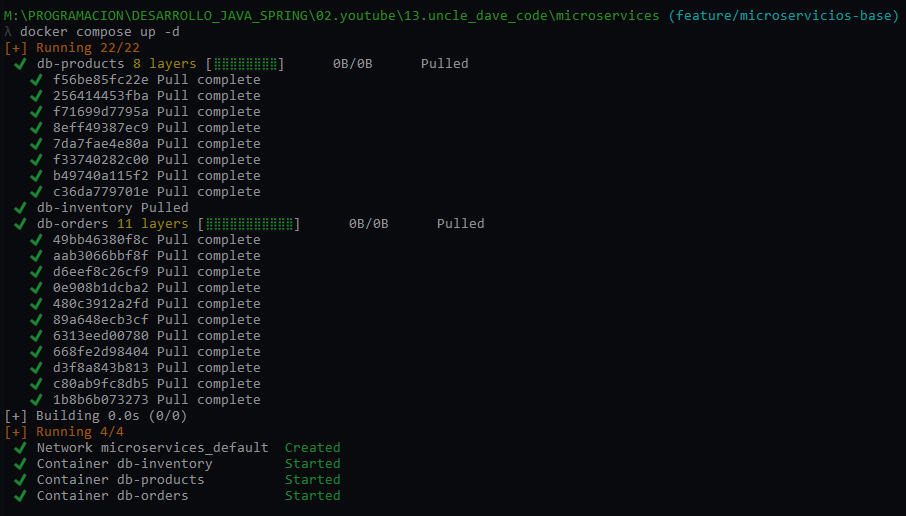 M:\PROGRAMACION\DESARROLLO_JAVA_SPRING\02.youtube\13.uncle_dave_code\microservices (feature/microservicios-base)
λ docker compose up -d
[+] Running 22/22
✔ db-products 8 layers [⣿⣿⣿⣿⣿⣿⣿⣿] 0B/0B Pulled
✔ f56be85fc22e Pull complete
✔ 256414453fba Pull complete
✔ f71699d7795a Pull complete
✔ 8eff49387ec9 Pull complete
✔ 7da7fae4e80a Pull complete
✔ f33740282c00 Pull complete
✔ b49740a115f2 Pull complete
✔ c36da779701e Pull complete
✔ db-inventory Pulled
✔ db-orders 11 layers [⣿⣿⣿⣿⣿⣿⣿⣿⣿⣿⣿] 0B/0B Pulled
✔ 49bb46380f8c Pull complete
✔ aab3066bbf8f Pull complete
✔ d6eef8c26cf9 Pull complete
✔ 0e908b1dcba2 Pull complete
✔ 480c3912a2fd Pull complete
✔ 89a648ecb3cf Pull complete
✔ 6313eed00780 Pull complete
✔ 668fe2d98404 Pull complete
✔ d3f8a843b813 Pull complete
✔ c80ab9fc8db5 Pull complete
✔ 1b8b6b073273 Pull complete
[+] Building 0.0s (0/0)
[+] Running 4/4
✔ Network microservices_default Created
✔ Container db-inventory Started
✔ Container db-products Started
✔ Container db-orders Started